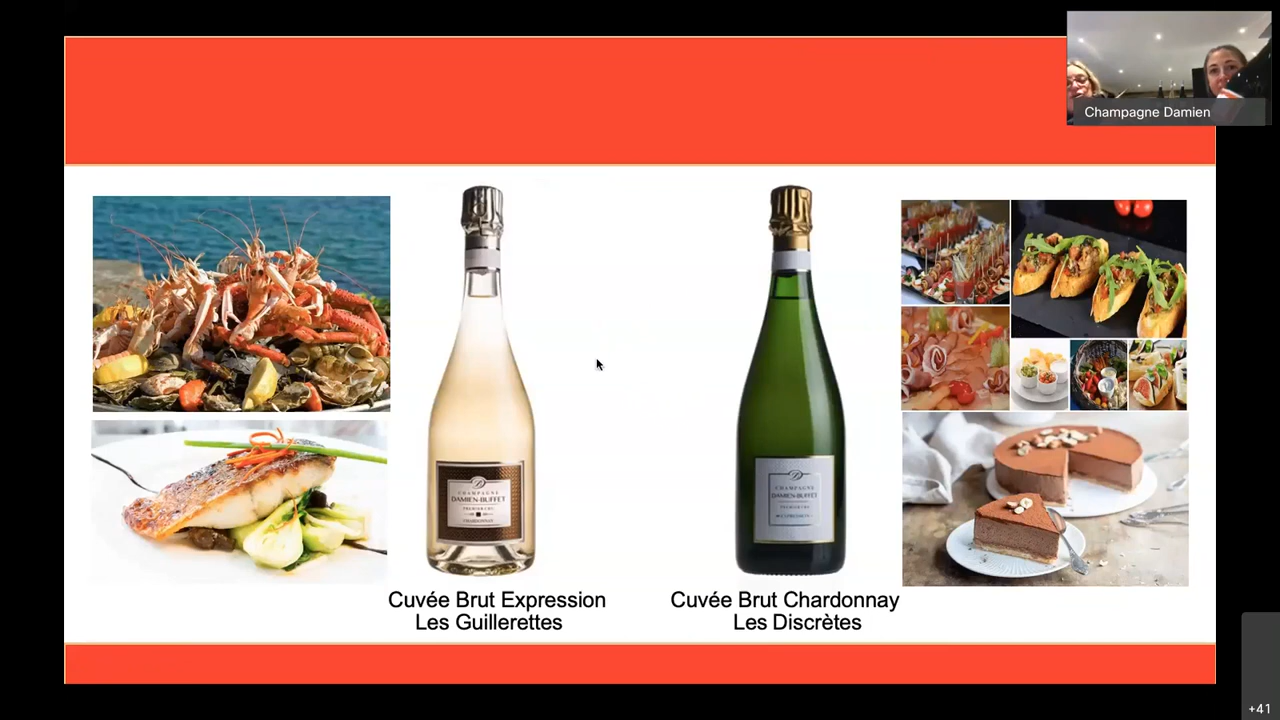 Champagne Damien
CHAMPAGNE
DAMIEN-BUFFET
PREMIER CRU
CHARDONNAY
CHAMPAGNE
DAMIEN-BUFFET
PREMIER CRU
Cuvée Brut Expression
Les Guillerettes
Cuvée Brut Chardonnay
Les Discrètes
+41